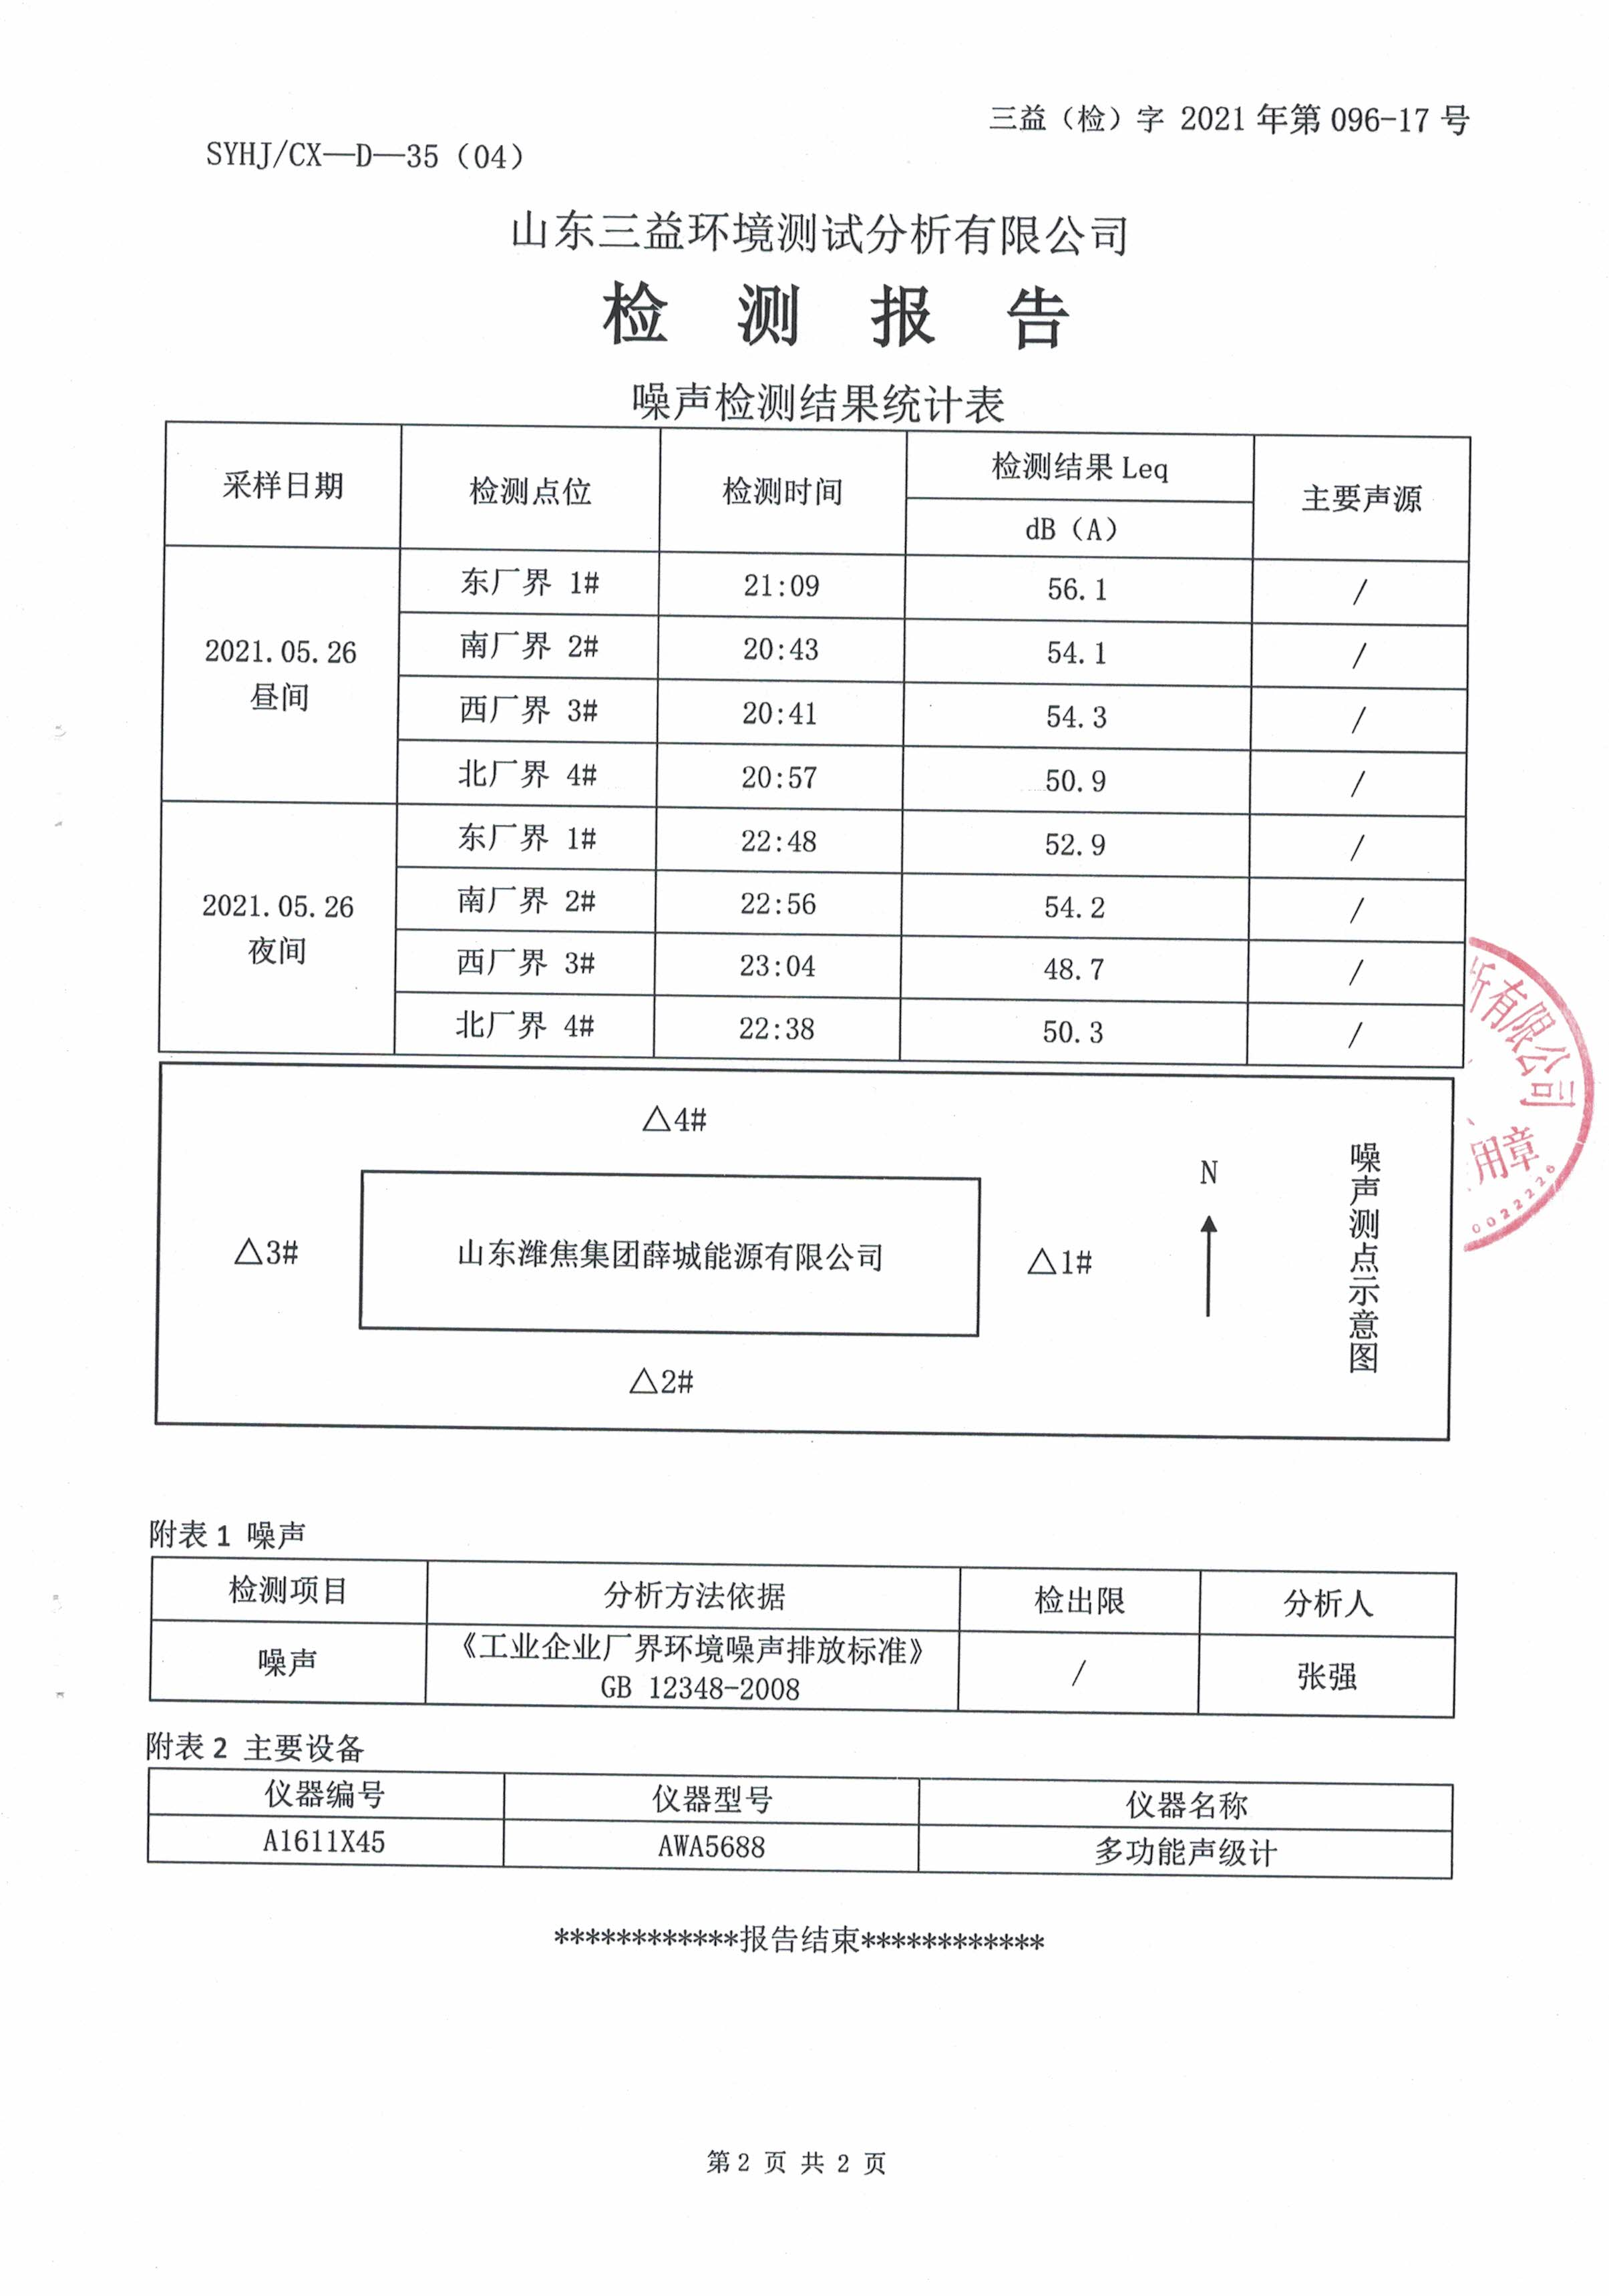 三益（检）字 2021 年第 096-17 号
SYHJ/CX—D—35（04）
山东三益环境测试分析有限公司
检 测 报 告
噪声检测结果统计表
采样日期 检测点位 检测时间 检测结果 Leq dB（A） 主要声源
2021.05.26 昼间
东厂界 1# 21:09 56.1 /
南厂界 2# 20:43 54.1 /
西厂界 3# 20:41 54.3 /
北厂界 4# 20:57 50.9 /
2021.05.26 夜间
东厂界 1# 22:48 52.9 /
南厂界 2# 22:56 54.2 /
西厂界 3# 23:04 48.7 /
北厂界 4# 22:38 50.3 /
△4#
N
△3#
山东潍焦集团薛城能源有限公司
△1#
△2#
噪声测点示意图
析有限公司
用章
0022226
附表 1 噪声
检测项目 分析方法依据 检出限 分析人
噪声 《工业企业厂界环境噪声排放标准》 GB 12348-2008 / 张强
附表 2 主要设备
仪器编号 仪器型号 仪器名称
A1611X45 AWA5688 多功能声级计
************报告结束************
第 2 页 共 2 页